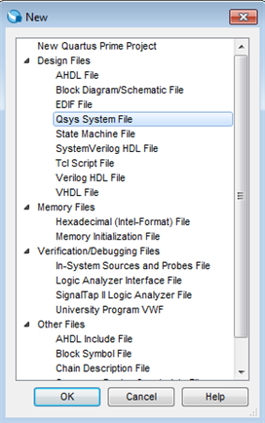 New
New Quartus Prime Project
Design Files
AHDL File
Block Diagram/Schematic File
EDIF File
Qsys System File
State Machine File
SystemVerilog HDL File
Tcl Script File
Verilog HDL File
VHDL File
Memory Files
Hexadecimal (Intel-Format) File
Memory Initialization File
Verification/Debugging Files
In-System Sources and Probes File
Logic Analyzer Interface File
SignalTap II Logic Analyzer File
University Program VWF
Other Files
AHDL Include File
Block Symbol File
Chain Description File
OK Cancel Help